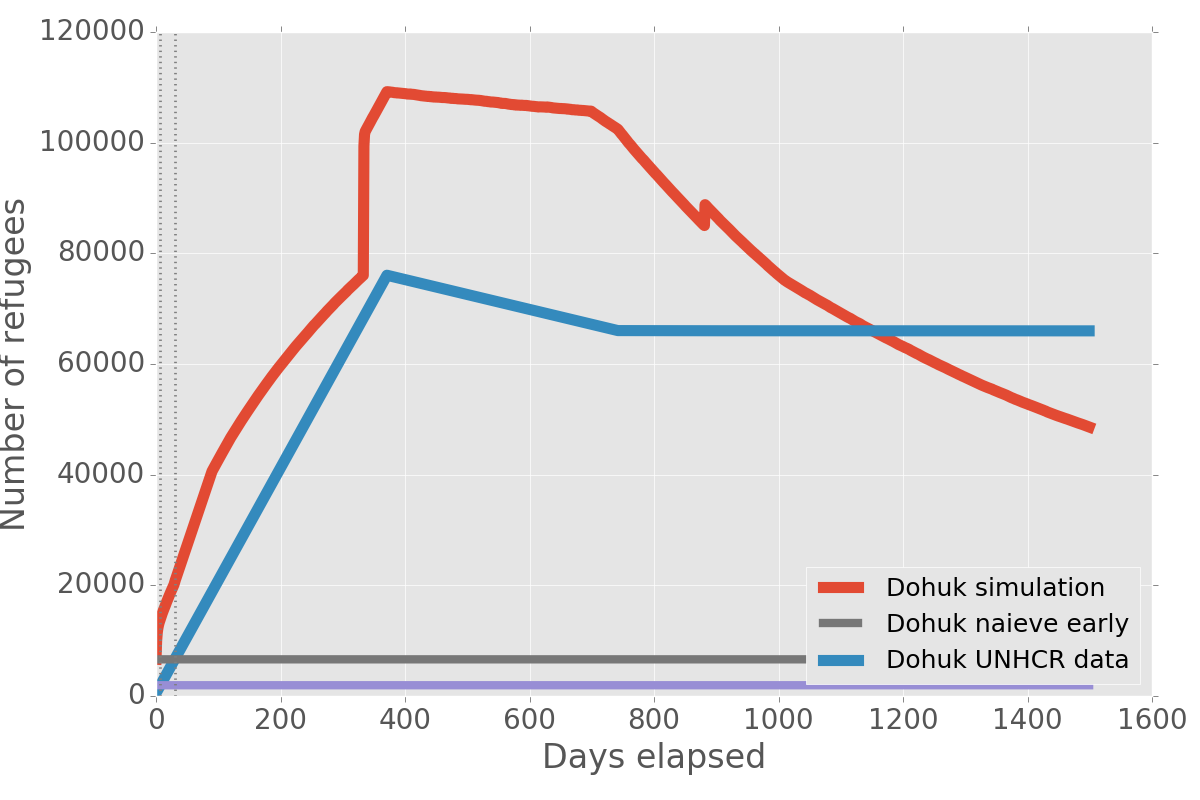 120000
100000
80000
60000
40000
20000
0
Number of refugees
Dohuk simulation
Dohuk naieve early
Dohuk UNHCR data
0 200 400 600 800 1000 1200 1400 1600
Days elapsed